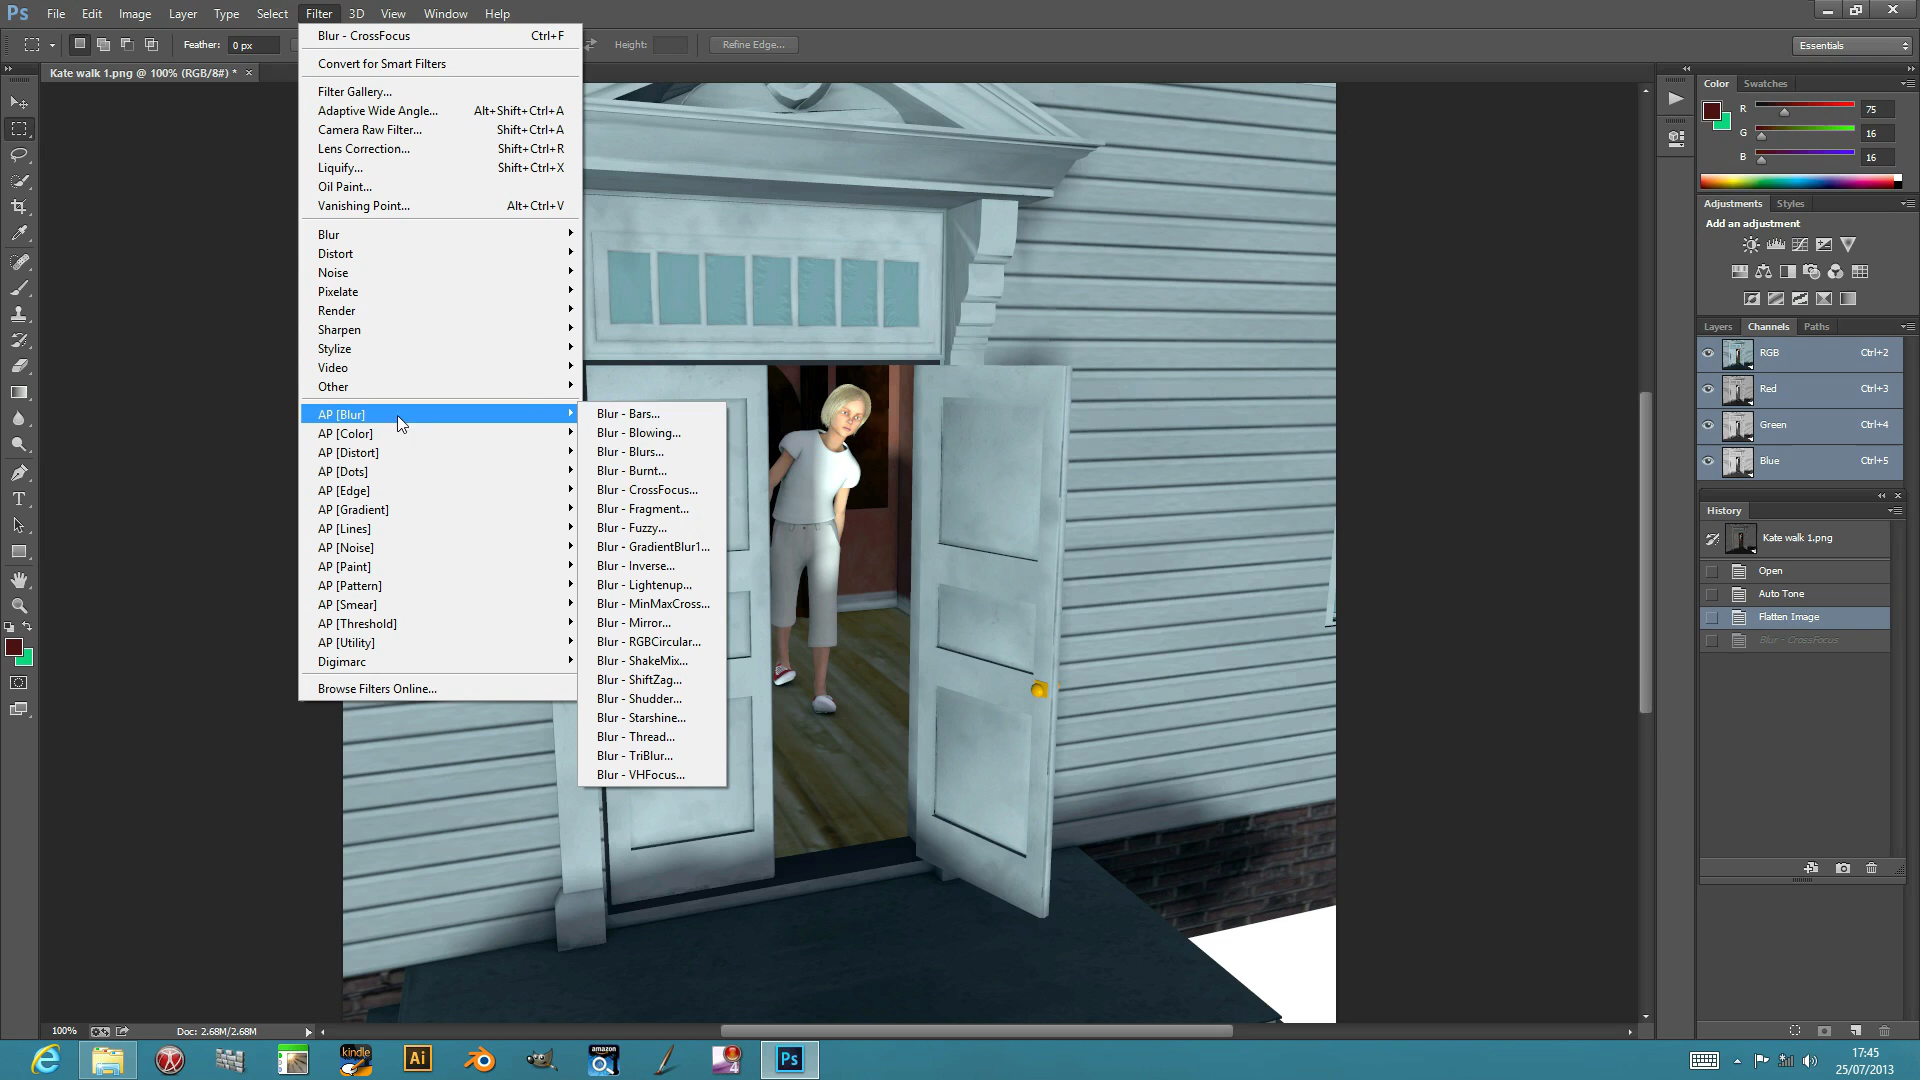 Ps File Edit Image Layer Type Select Filter 3D View Window Help
Feather: 0 px
Height:
Refine Edge...
Essentials
Kate walk 1.png @ 100% (RGB/8#) * ×
Blur - CrossFocus Ctrl+F
Convert for Smart Filters
Filter Gallery...
Adaptive Wide Angle... Alt+Shift+Ctrl+A
Camera Raw Filter... Shift+Ctrl+A
Lens Correction... Shift+Ctrl+R
Liquify... Shift+Ctrl+X
Oil Paint...
Vanishing Point... Alt+Ctrl+V
Blur
Distort
Noise
Pixelate
Render
Sharpen
Stylize
Video
Other
AP [Blur]
AP [Color]
AP [Distort]
AP [Dots]
AP [Edge]
AP [Gradient]
AP [Lines]
AP [Noise]
AP [Paint]
AP [Pattern]
AP [Smear]
AP [Threshold]
AP [Utility]
Digimarc
Browse Filters Online...
Blur - Bars...
Blur - Blowing...
Blur - Blurs...
Blur - Burnt...
Blur - CrossFocus...
Blur - Fragment...
Blur - Fuzzy...
Blur - GradientBlur1...
Blur - Inverse...
Blur - Lightenup...
Blur - MinMaxCross...
Blur - Mirror...
Blur - RGBCircular...
Blur - ShakeMix...
Blur - ShiftZag...
Blur - Shudder...
Blur - Starshine...
Blur - Thread...
Blur - TriBlur...
Blur - VHFocus...
Color Swatches
R 75
G 16
B 16
Adjustments Styles
Add an adjustment
Layers Channels Paths
RGB Ctrl+2
Red Ctrl+3
Green Ctrl+4
Blue Ctrl+5
History
Kate walk 1.png
Open
Auto Tone
Flatten Image
Blur - CrossFocus
100% Doc: 2.68M/2.68M
kindle
Ai
amazon
4
Ps
17:45
25/07/2013